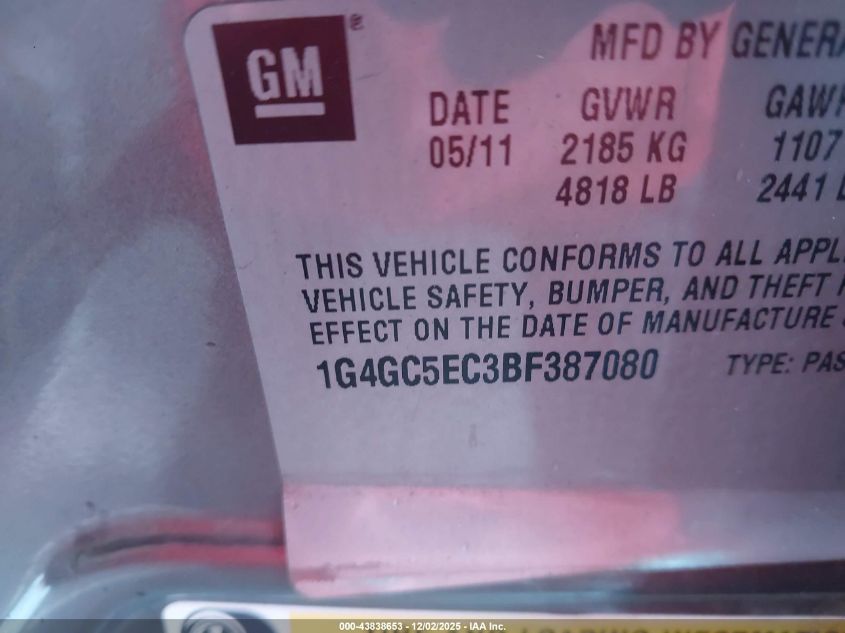 GM ®
MFD BY GENERA
DATE GVWR GAWR
05/11 2185 KG 1107
4818 LB 2441 L
THIS VEHICLE CONFORMS TO ALL APPLI
VEHICLE SAFETY, BUMPER, AND THEFT
EFFECT ON THE DATE OF MANUFACTURE
1G4GC5EC3BF387080 TYPE: PAS
000-43838653 - 12/02/2025 - IAA Inc.